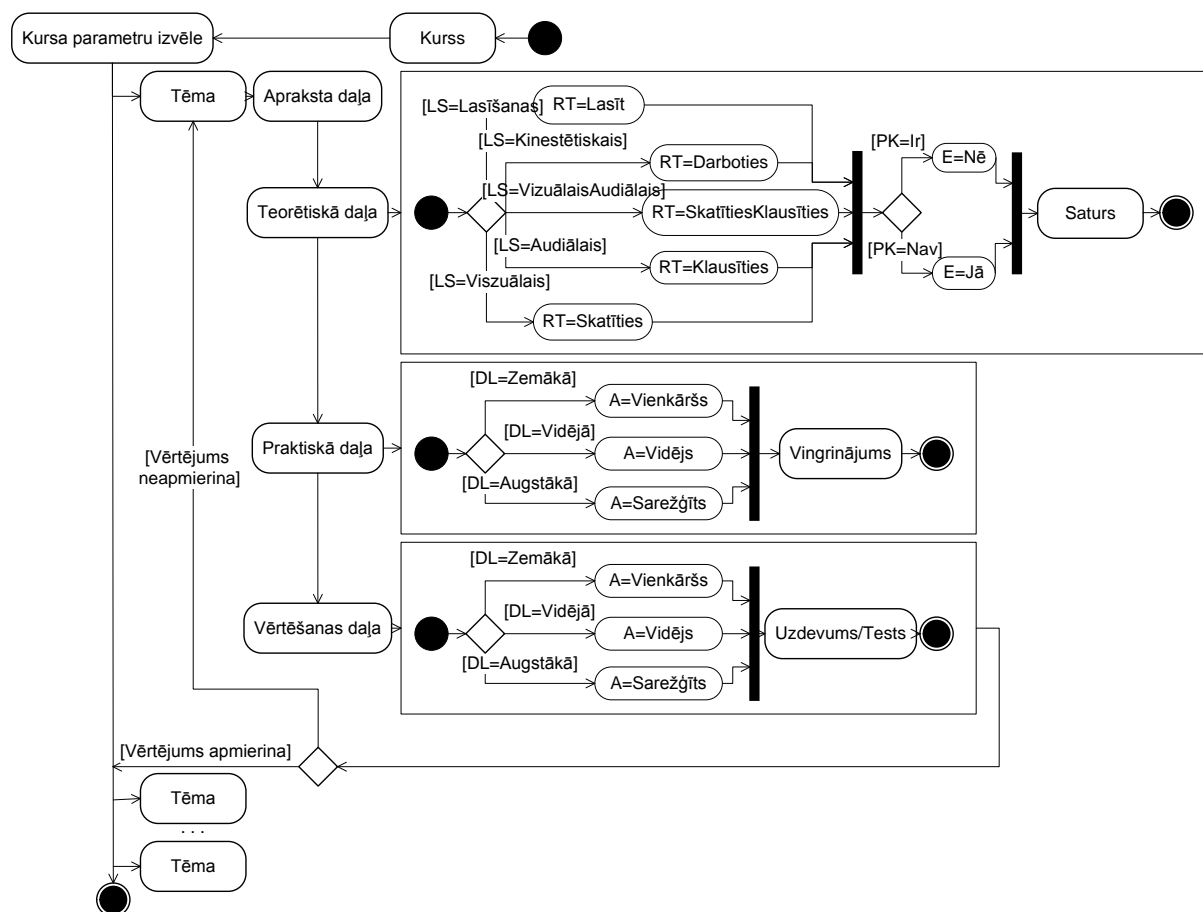 Kursa parametru izvēle
Kurss
Tēma
Apraksta daļa
[LS=Lasīšanas]
RT=Lasīt
[LS=Kinestētiskais]
RT=Darboties
[PK=Ir]
E=Nē
Teorētiskā daļa
[LS=VizuālaisAudiālais]
RT=SkatītiesKlausīties
Saturs
[LS=Audiālais]
RT=Klausīties
[PK=Nav]
E=Jā
[LS=Viszuālais]
RT=Skatīties
[DL=Zemākā]
A=Vienkāršs
[Vērtējums
neapmierina]
Praktiskā daļa
[DL=Vidējā]
A=Vidējs
Vingrinājums
[DL=Augstākā]
A=Sarežģīts
[DL=Zemākā]
A=Vienkāršs
Vērtēšanas daļa
[DL=Vidējā]
A=Vidējs
Uzdevums/Tests
[DL=Augstākā]
A=Sarežģīts
[Vērtējums apmierina]
Tēma
. . .
Tēma